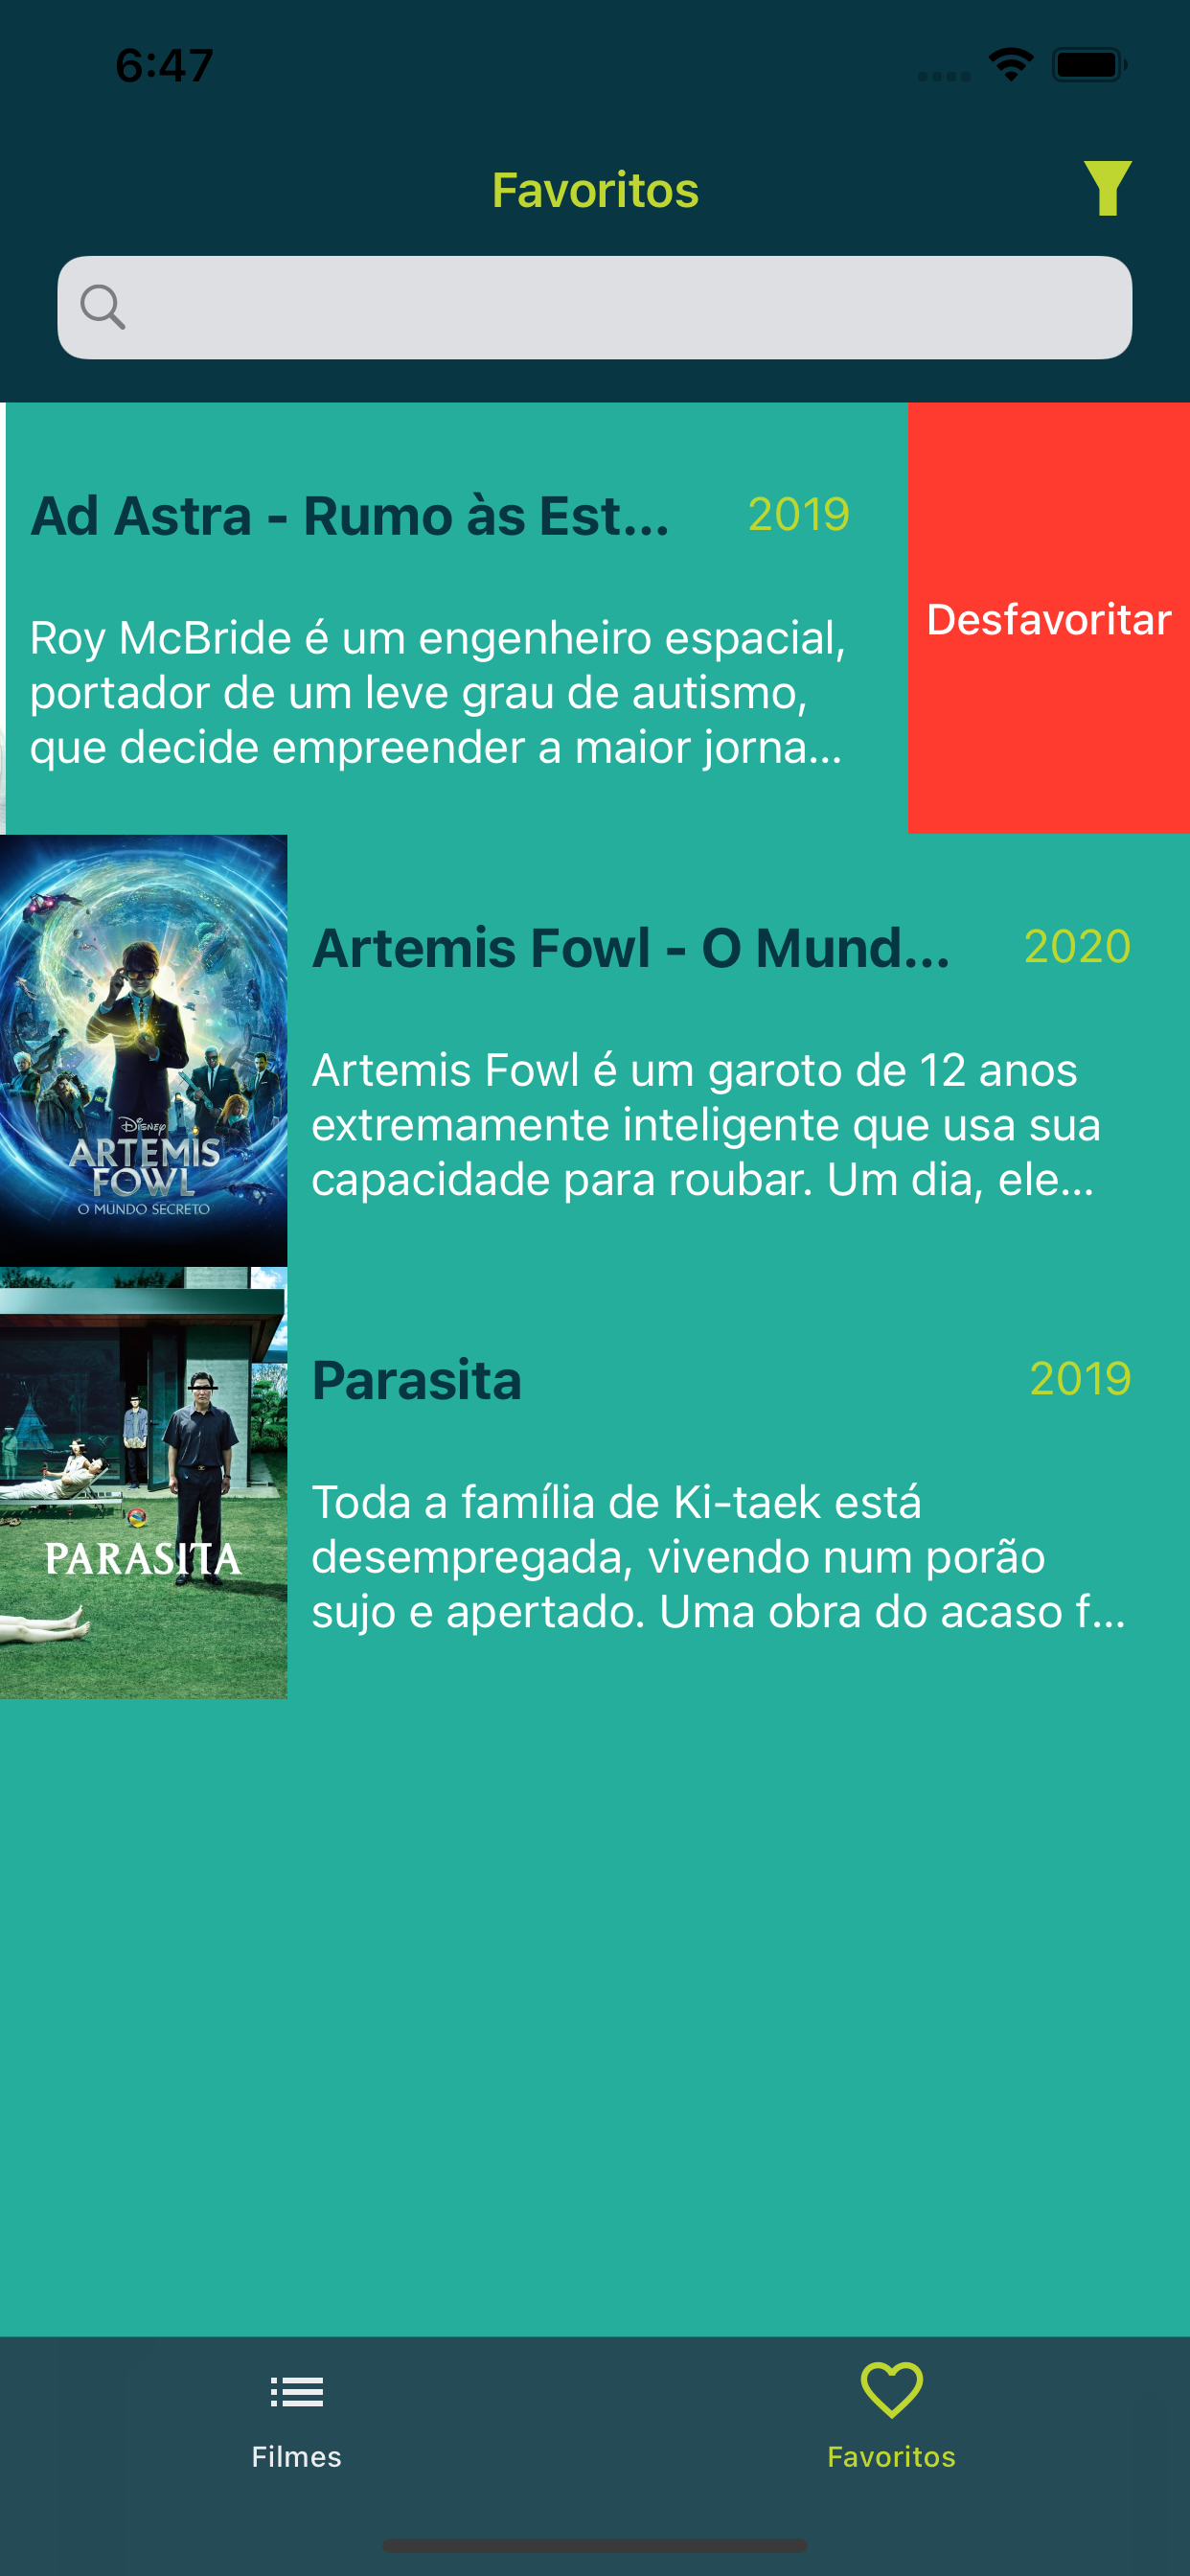 6:47
Favoritos
Ad Astra - Rumo às Est...
2019
Roy McBride é um engenheiro espacial,
portador de um leve grau de autismo,
que decide empreender a maior jorna...
Desfavoritar
Disney
ARTEMIS
FOWL
O MUNDO SECRETO
Artemis Fowl - O Mund...
2020
Artemis Fowl é um garoto de 12 anos
extremamente inteligente que usa sua
capacidade para roubar. Um dia, ele...
PARASITA
Parasita
2019
Toda a família de Ki-taek está
desempregada, vivendo num porão
sujo e apertado. Uma obra do acaso f...
Filmes
Favoritos